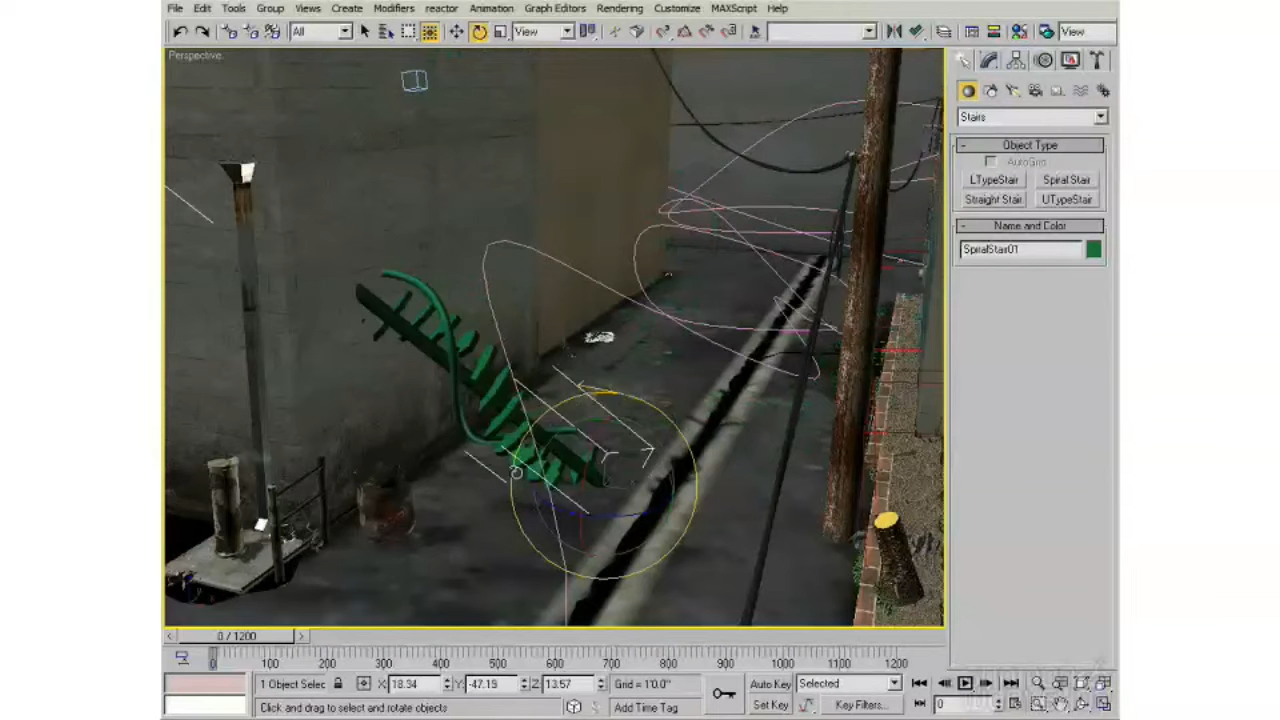 File Edit Tools Group Views Create Modifiers reactor Animation Graph Editors Rendering Customize MAXScript Help
All View View
Perspective
Stairs
- Object Type
AutoGrid
LTypeStair Spiral Stair
Straight Stair UTypeStair
- Name and Color
SpiralStair01
< 0 / 1200 >
0 100 200 300 400 500 600 700 800 900 1000 1100 1200
1 Object Selec X: 18.34 Y: -47.19 Z: 13.57 Grid = 1'0.0" Auto Key Selected
Click and drag to select and rotate objects Add Time Tag Set Key Key Filters... 0